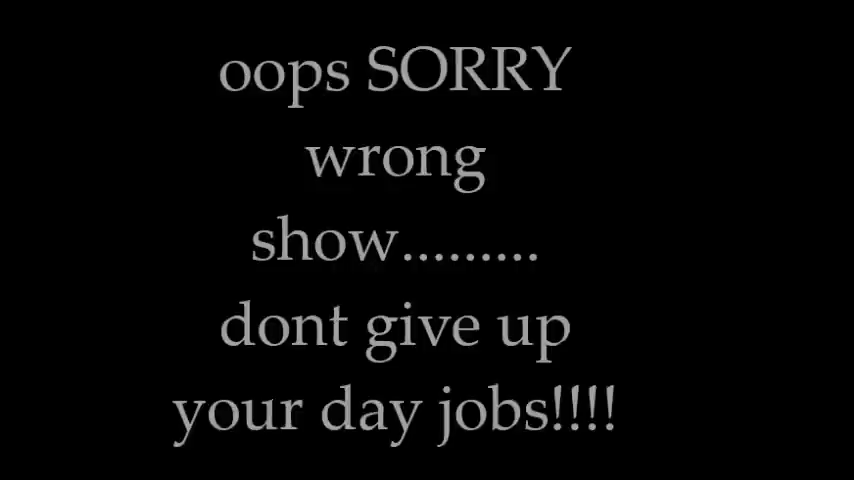 oops SORRY
wrong
show.........
dont give up
your day jobs!!!!